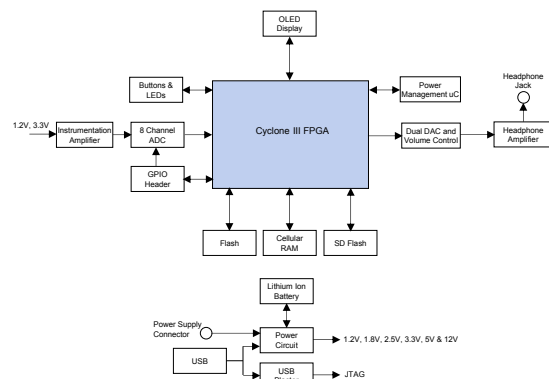 OLED
Display
Buttons &
LEDs
Power
Management uC
Headphone
Jack
1.2V, 3.3V
Instrumentation
Amplifier
8 Channel
ADC
Cyclone III FPGA
Dual DAC and
Volume Control
Headphone
Amplifier
GPIO
Header
Flash
Cellular
RAM
SD Flash
Lithium Ion
Battery
Power Supply
Connector
Power
Circuit
1.2V, 1.8V, 2.5V, 3.3V, 5V & 12V
USB
USB
Blaster
JTAG